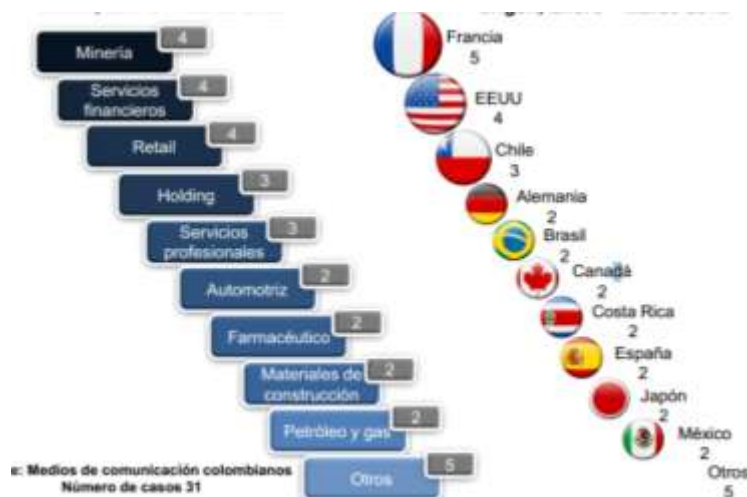 Minería
4
Servicios
financieros
4
Retail
4
Holding
3
Servicios
profesionales
3
Automotriz
2
Farmacéutico
2
Materiales de
construcción
2
Petróleo y gas
2
Otros
5
e: Medios de comunicación colombianos
Número de casos 31
Francia
5
EEUU
4
Chile
3
Alemania
2
Brasil
2
Canadá
2
Costa Rica
2
España
2
Japón
2
México
2
Otros
5